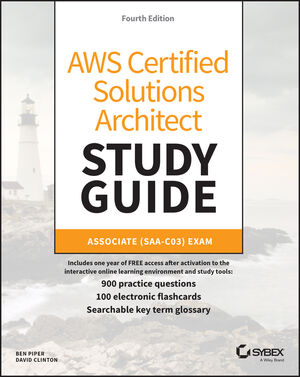 Fourth Edition
AWS Certified
Solutions
Architect
STUDY
GUIDE
ASSOCIATE (SAA-C03) EXAM
Includes one year of FREE access after activation to the
interactive online learning environment and study tools:
900 practice questions
100 electronic flashcards
Searchable key term glossary
BEN PIPER
DAVID CLINTON
SYBEX
A Wiley Brand